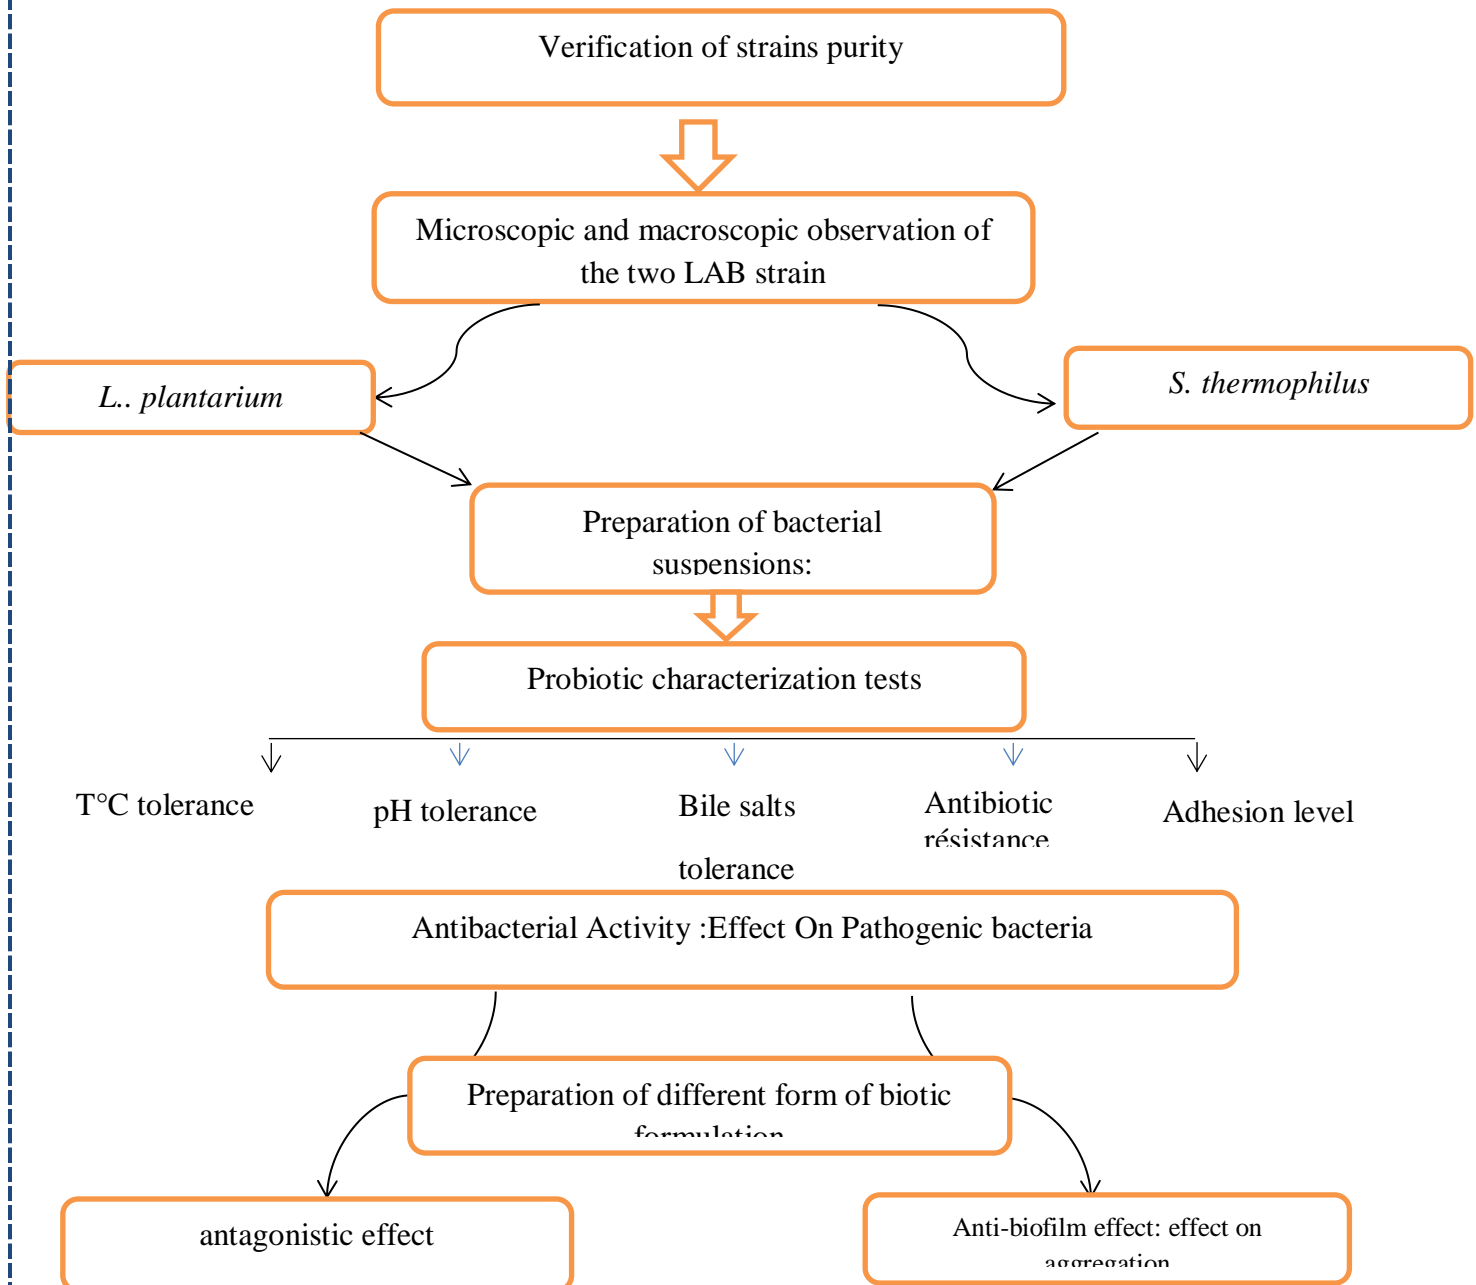 Verification of strains purity
Microscopic and macroscopic observation of
the two LAB strain
L.. plantarium
S. thermophilus
Preparation of bacterial
suspensions:
Probiotic characterization tests
T°C tolerance
pH tolerance
Bile salts
tolerance
Antibiotic
résistance
Adhesion level
Antibacterial Activity :Effect On Pathogenic bacteria
Preparation of different form of biotic
formulation
antagonistic effect
Anti-biofilm effect: effect on
aggregation